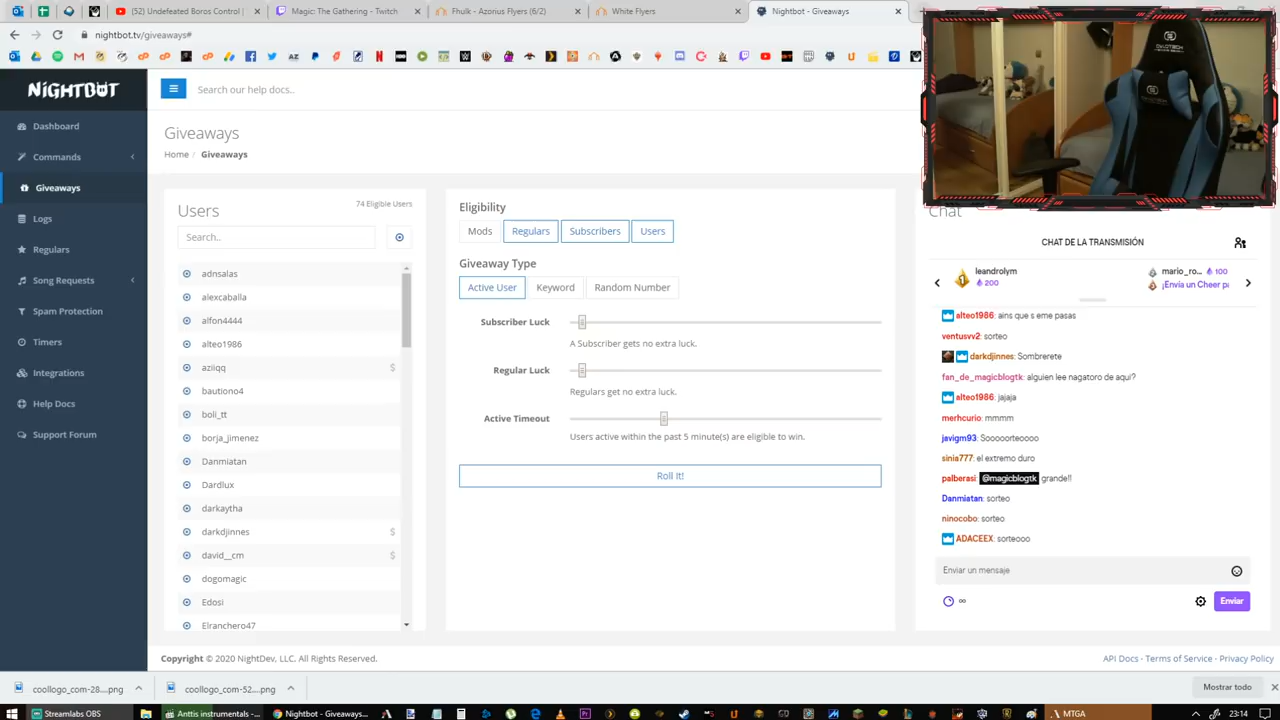 52 Undefeated Boros Control |
Magic The Gathering - Twitch
Fhulk - Azorius Flyers (6/2)
White Flyers
Nightbot - Giveaways
nightbot.tv/giveaways#
NiGHTBOT
Search our help docs..
Dashboard
Commands
Giveaways
Logs
Regulars
Song Requests
Spam Protection
Timers
Integrations
Help Docs
Support Forum
Giveaways
Home / Giveaways
Users
74 Eligible Users
Search..
adnsalas
alexcaballa
alfon4444
alteo1986
aziiqq $
bautiono4
boli_tt
borja_jimenez
Danmiatan
Dardlux
darkaytha
darkdjinnes $
david__cm $
dogomagic
Edosi
Elranchero47
Eligibility
Mods Regulars Subscribers Users
Giveaway Type
Active User Keyword Random Number
Subscriber Luck
A Subscriber gets no extra luck.
Regular Luck
Regulars get no extra luck.
Active Timeout
Users active within the past 5 minute(s) are eligible to win.
Roll It!
Chat
CHAT DE LA TRANSMISIÓN
1 leandrolym
200
mario_ro... 100
¡Envía un Cheer pa
alteo1986: ains que s eme pasas
ventusvv2: sorteo
darkdjinnes: Sombrerete
fan_de_magicblogtk: alguien lee nagatoro de aqui?
alteo1986: jajaja
merhcurio: mmmm
javigm93: Sooooorteoooo
sinia777: el extremo duro
palberasi: @magicblogtk grande!!
Danmiatan: sorteo
ninocobo: sorteo
ADACEEX: sorteooo
Enviar un mensaje
∞
Enviar
Copyright © 2020 NightDev, LLC. All Rights Reserved.
API Docs · Terms of Service · Privacy Policy
coollogo_com-28....png
coollogo_com-52....png
Mostrar todo
Streamlabs OBS
Anttis instrumentals -...
Nightbot - Giveaway...
MTGA
23:14